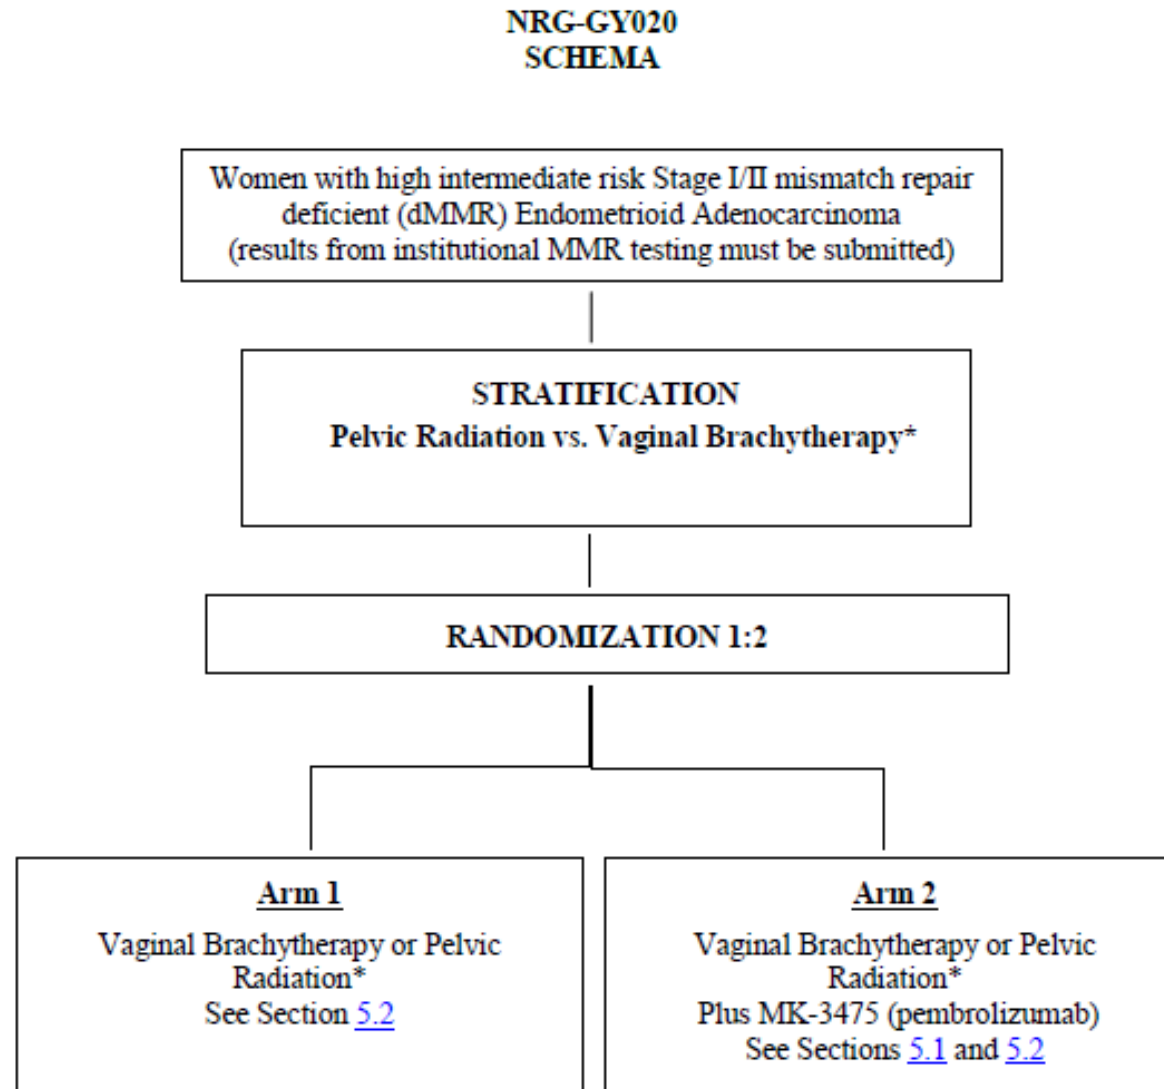 NRG-GY020
SCHEMA
Women with high intermediate risk Stage I/II mismatch repair
deficient (dMMR) Endometrioid Adenocarcinoma
(results from institutional MMR testing must be submitted)
STRATIFICATION
Pelvic Radiation vs. Vaginal Brachytherapy*
RANDOMIZATION 1:2
Arm 1
Vaginal Brachytherapy or Pelvic
Radiation*
See Section 5.2
Arm 2
Vaginal Brachytherapy or Pelvic
Radiation*
Plus MK-3475 (pembrolizumab)
See Sections 5.1 and 5.2